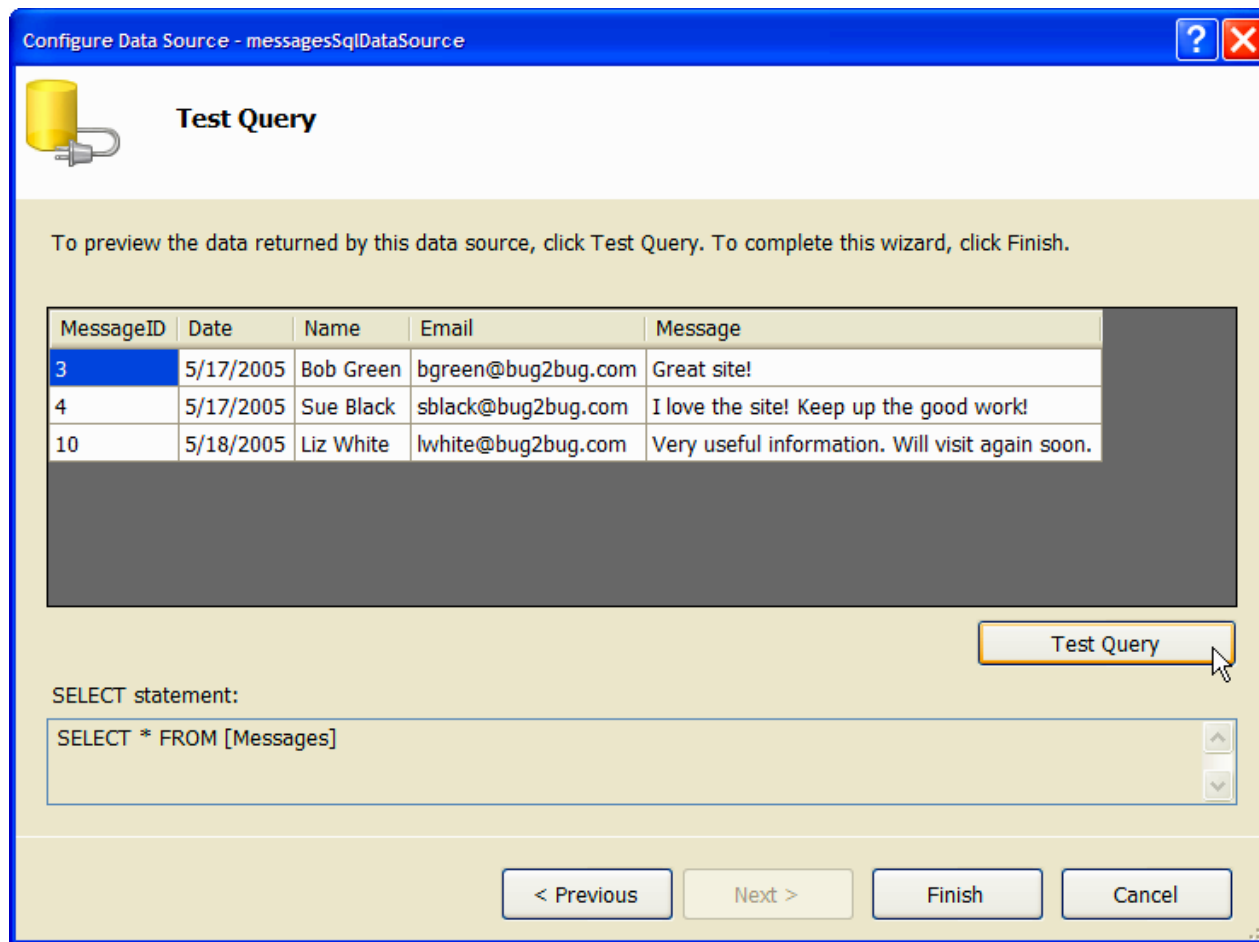 Configure Data Source - messagesSqlDataSource
Test Query
To preview the data returned by this data source, click Test Query. To complete this wizard, click Finish.
MessageID Date Name Email Message
3 5/17/2005 Bob Green bgreen@bug2bug.com Great site!
4 5/17/2005 Sue Black sblack@bug2bug.com I love the site! Keep up the good work!
10 5/18/2005 Liz White lwhite@bug2bug.com Very useful information. Will visit again soon.
Test Query
SELECT statement:
SELECT * FROM [Messages]
< Previous Next > Finish Cancel